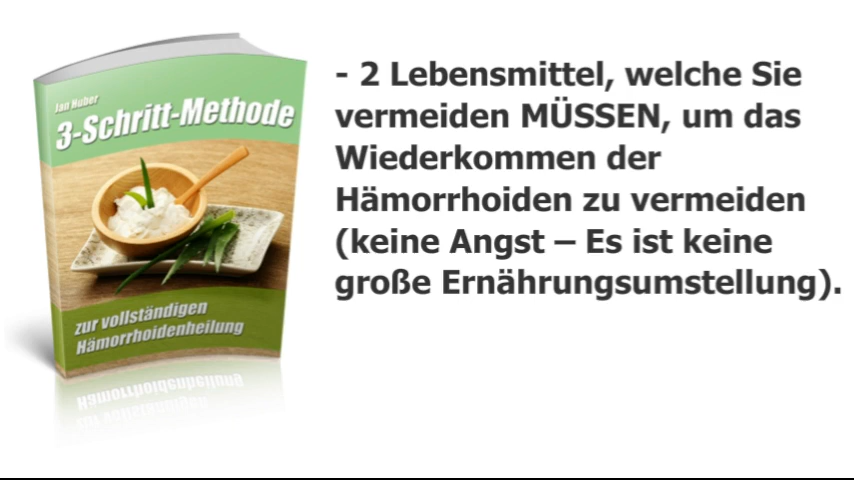 Jan Huber
3-Schritt-Methode
zur vollständigen
Hämorrhoidenheilung
- 2 Lebensmittel, welche Sie
vermeiden MÜSSEN, um das
Wiederkommen der
Hämorrhoiden zu vermeiden
(keine Angst – Es ist keine
große Ernährungsumstellung).